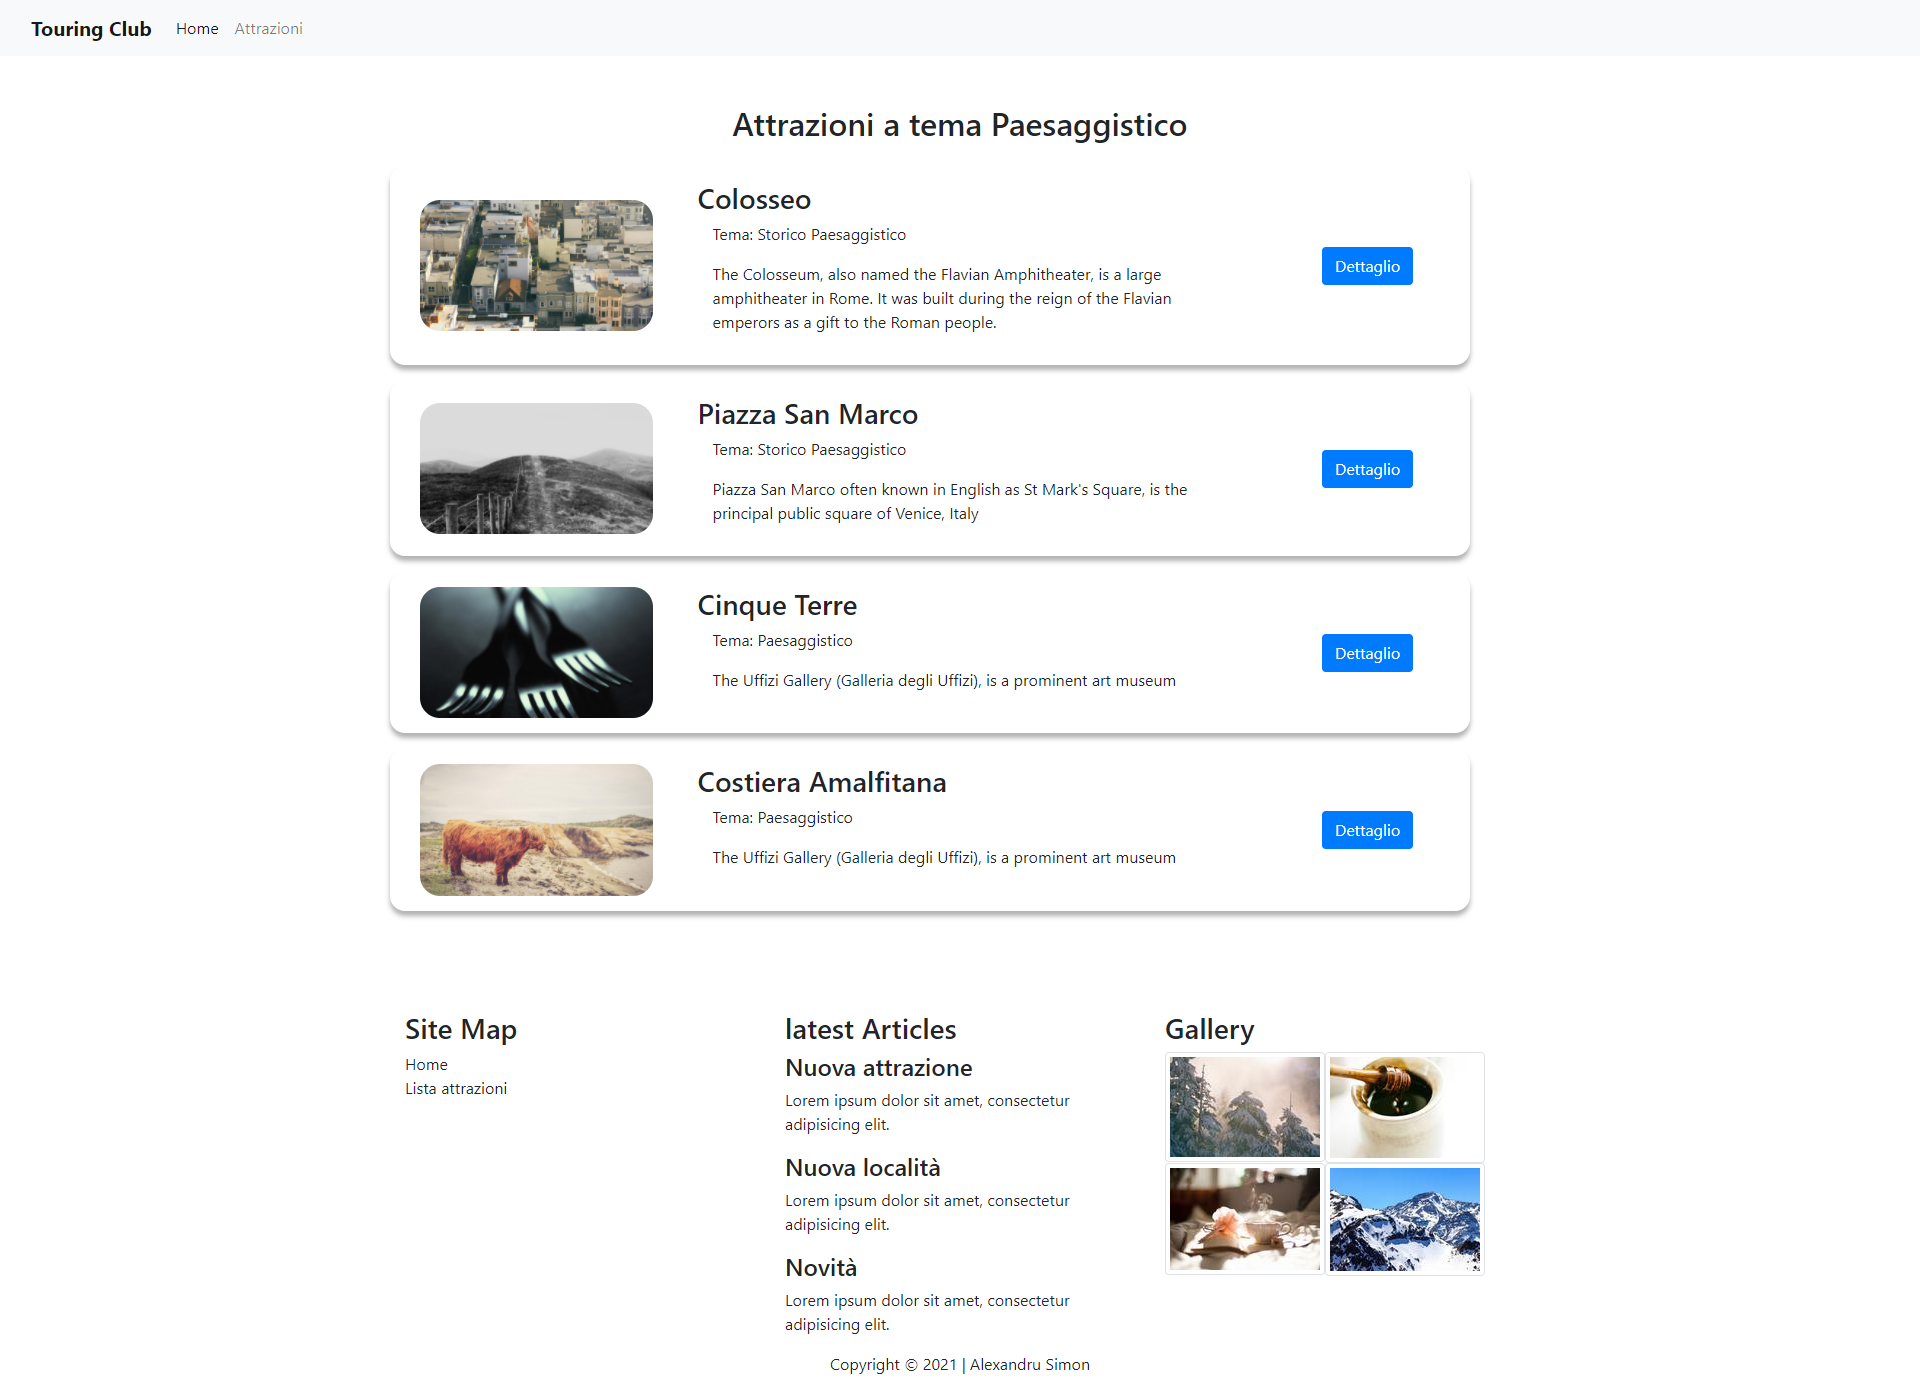 Touring Club Home Attrazioni
Attrazioni a tema Paesaggistico
Colosseo
Tema: Storico Paesaggistico
The Colosseum, also named the Flavian Amphitheater, is a large
amphitheater in Rome. It was built during the reign of the Flavian
emperors as a gift to the Roman people.
Dettaglio
Piazza San Marco
Tema: Storico Paesaggistico
Piazza San Marco often known in English as St Mark's Square, is the
principal public square of Venice, Italy
Dettaglio
Cinque Terre
Tema: Paesaggistico
The Uffizi Gallery (Galleria degli Uffizi), is a prominent art museum
Dettaglio
Costiera Amalfitana
Tema: Paesaggistico
The Uffizi Gallery (Galleria degli Uffizi), is a prominent art museum
Dettaglio
Site Map
Home
Lista attrazioni
latest Articles
Nuova attrazione
Lorem ipsum dolor sit amet, consectetur
adipisicing elit.
Nuova località
Lorem ipsum dolor sit amet, consectetur
adipisicing elit.
Novità
Lorem ipsum dolor sit amet, consectetur
adipisicing elit.
Gallery
Copyright © 2021 | Alexandru Simon